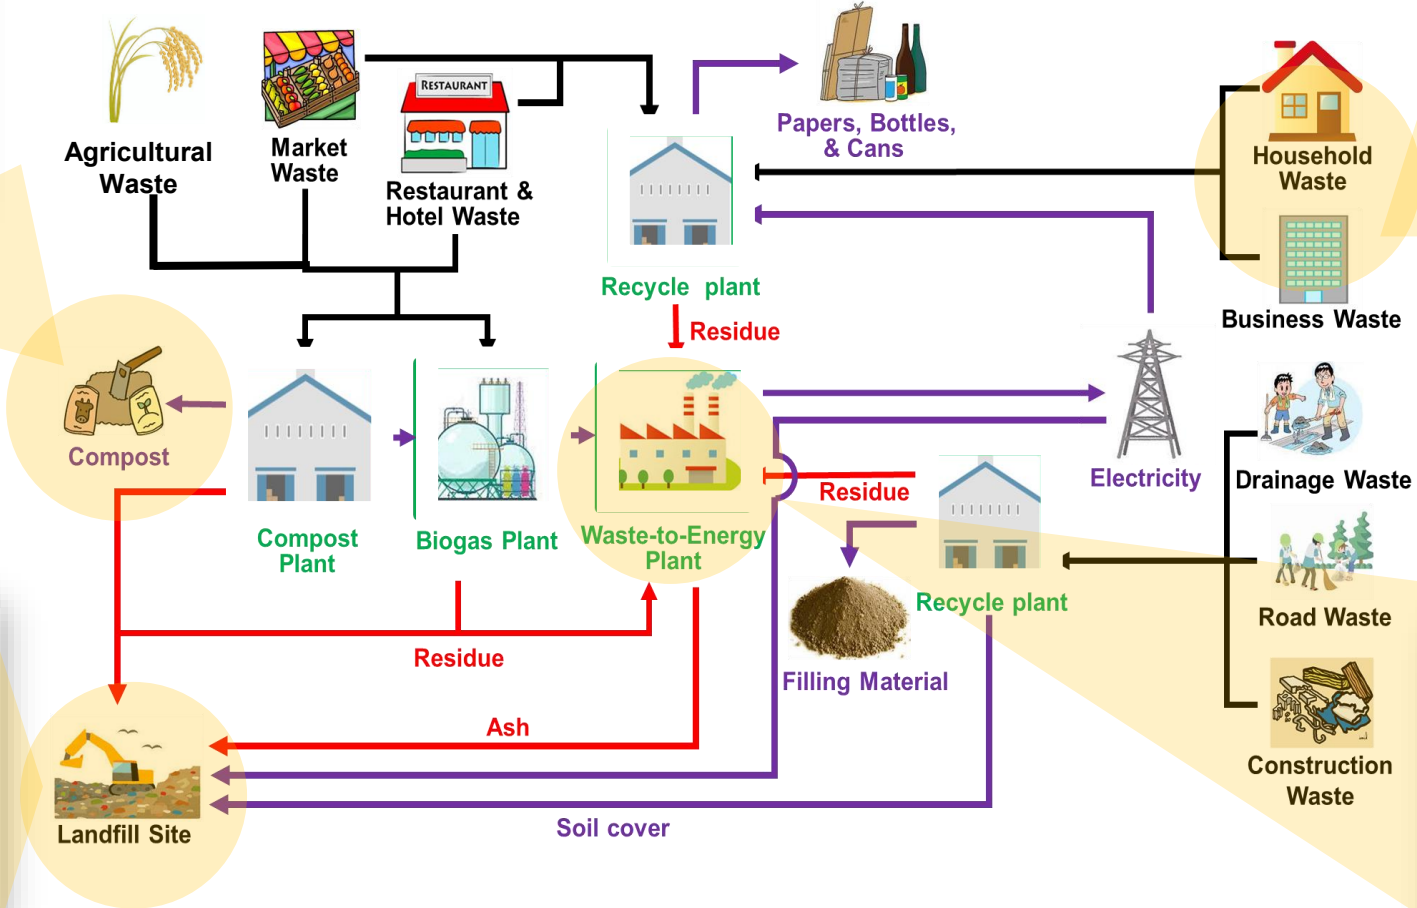 Agricultural
Waste
Market
Waste
RESTAURANT
Restaurant &
Hotel Waste
Papers, Bottles,
& Cans
Household
Waste
Business Waste
Recycle plant
Residue
Compost
Compost
Plant
Biogas Plant
Waste-to-Energy
Plant
Residue
Electricity
Drainage Waste
Recycle plant
Road Waste
Filling Material
Residue
Ash
Construction
Waste
Landfill Site
Soil cover